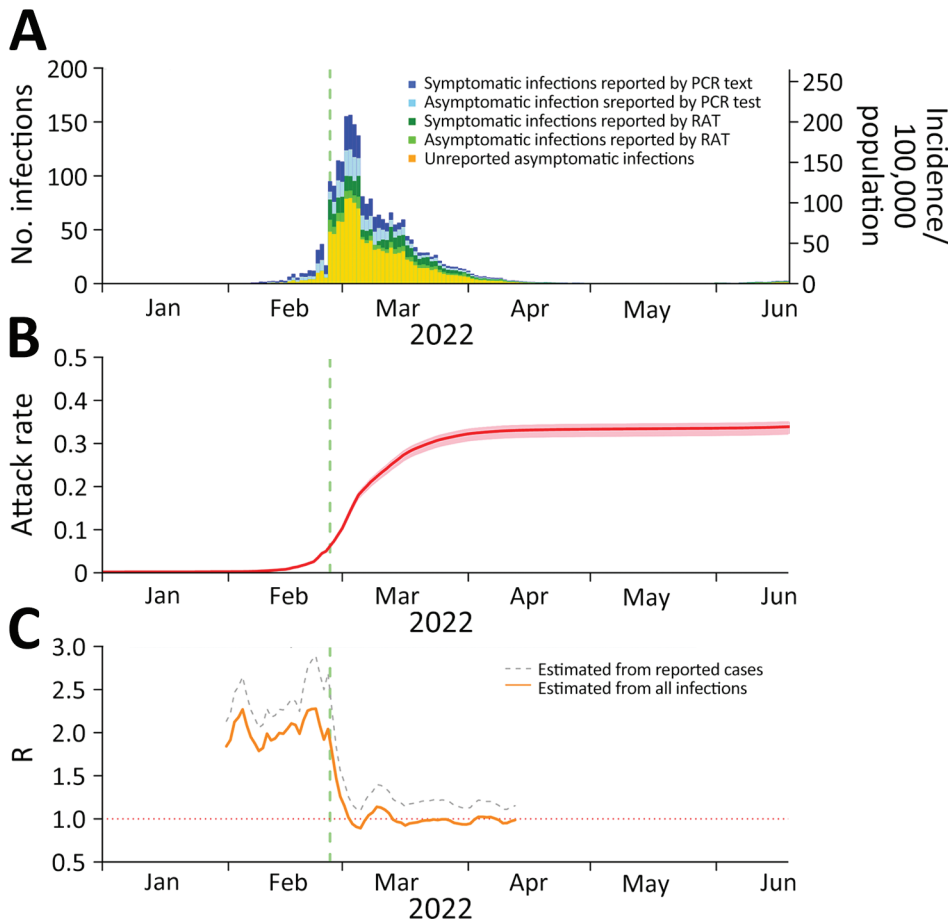 A
200
150
100
50
0
No. infections
Symptomatic infections reported by PCR text
Asymptomatic infection sreported by PCR test
Symptomatic infections reported by RAT
Asymptomatic infections reported by RAT
Unreported asymptomatic infections
250
200
150
100
50
0
Incidence/
100,000
population
Jan Feb Mar Apr May Jun
2022
B
0.5
0.4
0.3
0.2
0.1
0
Attack rate
Jan Feb Mar Apr May Jun
2022
C
3.0
2.5
2.0
1.5
1.0
0.5
R
Estimated from reported cases
Estimated from all infections
Jan Feb Mar Apr May Jun
2022